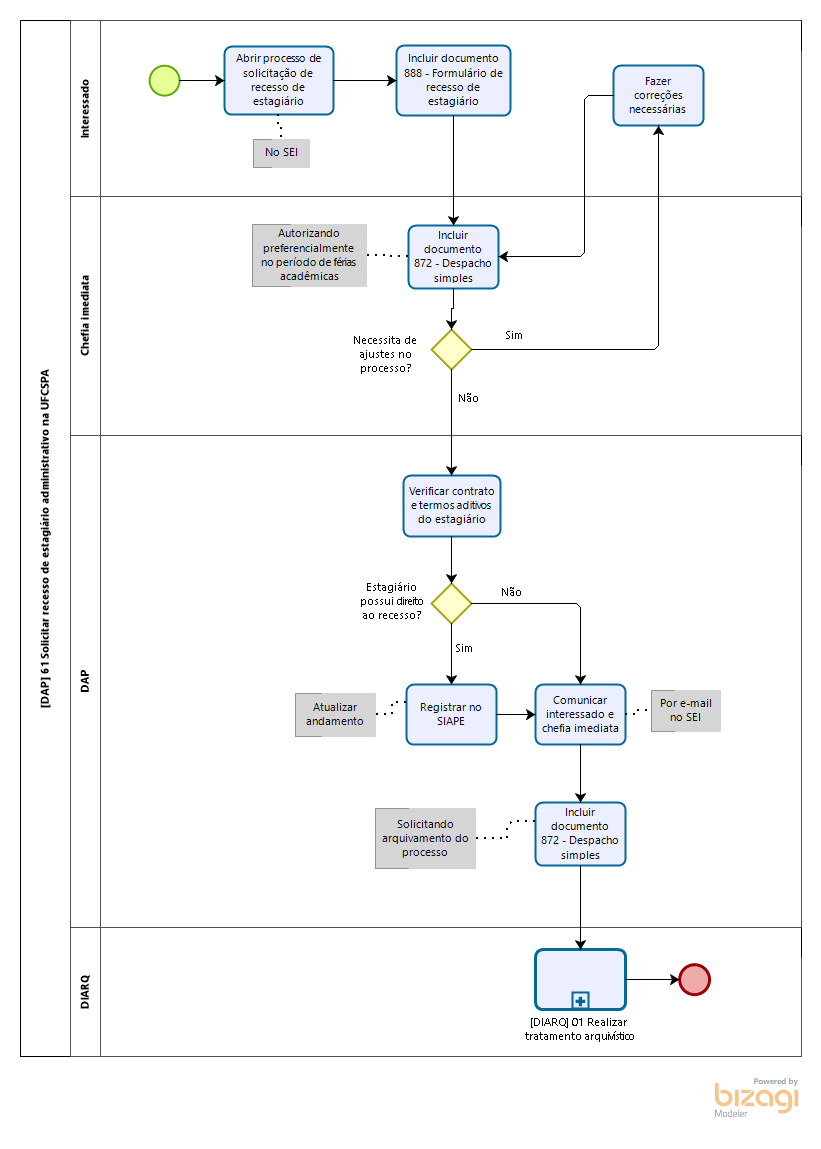 [DAP] 61 Solicitar recesso de estagiário administrativo na UFCSPA
Interessado
Abrir processo de
solicitação de
recesso de
estagiário
No SEI
Incluir documento
888 - Formulário de
recesso de
estagiário
Fazer
correções
necessárias
Chefia imediata
Autorizando
preferencialmente
no período de férias
acadêmicas
Incluir
documento
872 - Despacho
simples
Necessita de
ajustes no
processo?
Sim
Não
DAP
Verificar contrato
e termos aditivos
do estagiário
Estagiário
possui direito
ao recesso?
Não
Sim
Atualizar
andamento
Registrar no
SIAPE
Comunicar
interessado e
chefia imediata
Por e-mail
no SEI
Solicitando
arquivamento do
processo
Incluir
documento
872 - Despacho
simples
DIARQ
[DIARQ] 01 Realizar
tratamento arquivístico
Powered by
bizagi
Modeler